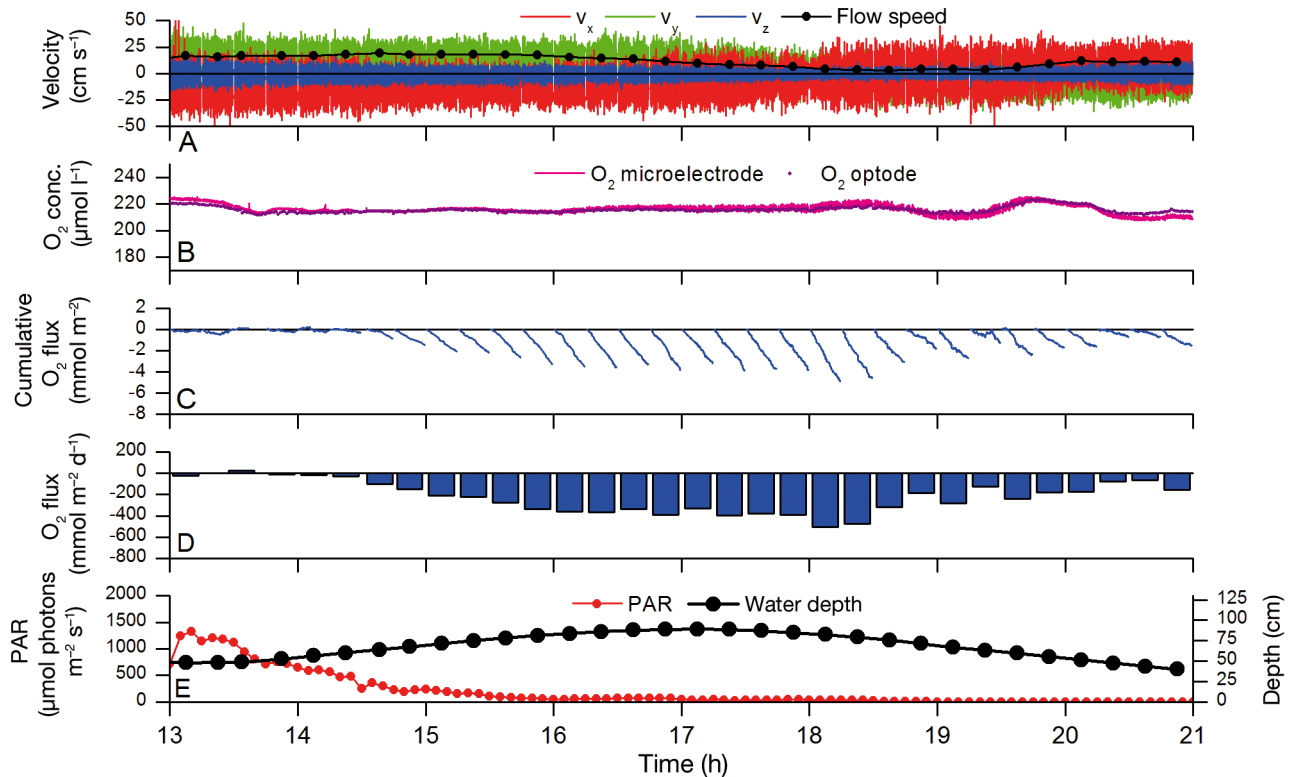 v_x v_y v_z Flow speed
Velocity
(cm s⁻¹)
50
25
0
-25
-50
A
O₂ microelectrode O₂ optode
O₂ conc.
(µmol l⁻¹)
240
220
200
180
B
Cumulative
O₂ flux
(mmol m⁻²)
2
0
-2
-4
-6
-8
C
O₂ flux
(mmol m⁻² d⁻¹)
200
0
-200
-400
-600
-800
D
PAR Water depth
PAR
(µmol photons
m⁻² s⁻¹)
2000
1500
1000
500
0
E
125
100
75
50
25
0
Depth (cm)
13 14 15 16 17 18 19 20 21
Time (h)